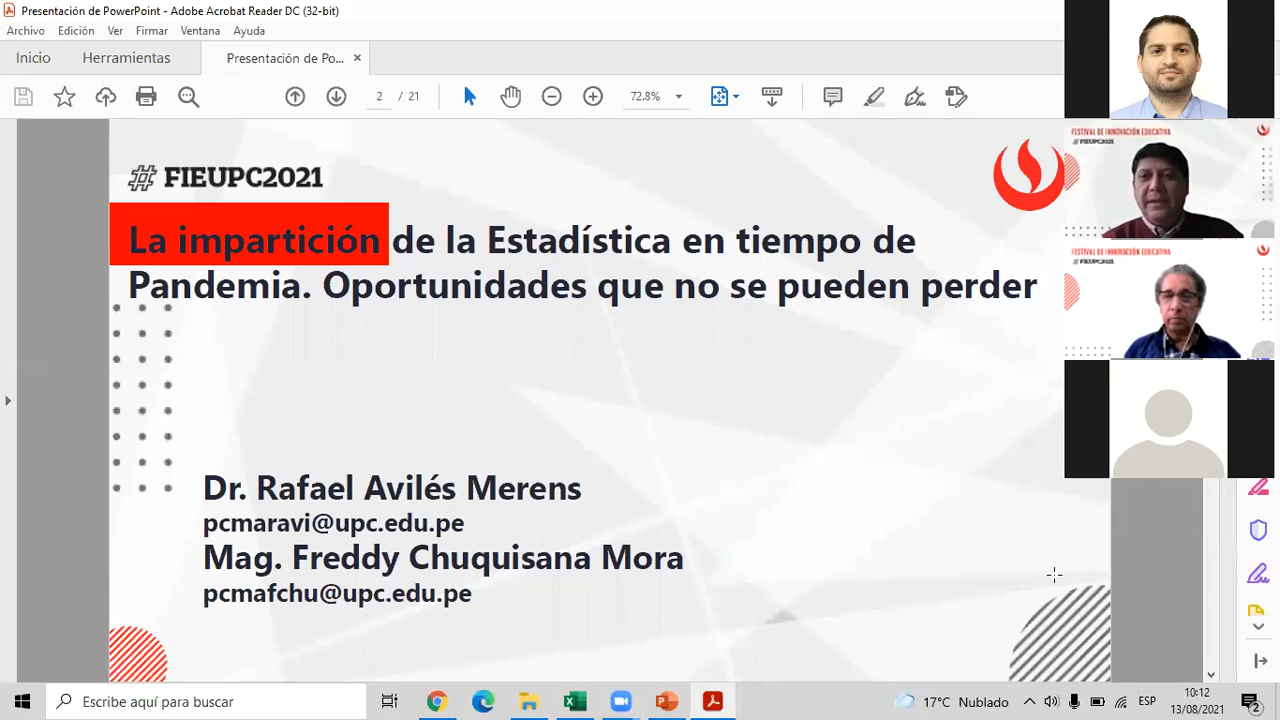 Presentación de PowerPoint - Adobe Acrobat Reader DC (32-bit)
Archivo Edición Ver Firmar Ventana Ayuda
Inicio Herramientas Presentación de Po... ×
2 / 21 72.8%
# FIEUPC2021
La impartición de la Estadística en tiempo de
Pandemia. Oportunidades que no se pueden perder
Dr. Rafael Avilés Merens
pcmaravi@upc.edu.pe
Mag. Freddy Chuquisana Mora
pcmafchu@upc.edu.pe
FESTIVAL DE INNOVACIÓN EDUCATIVA
# FIEUPC2021
FESTIVAL DE INNOVACIÓN EDUCATIVA
# FIEUPC2021
Escribe aquí para buscar
17°C Nublado
ESP
10:12
13/08/2021
2